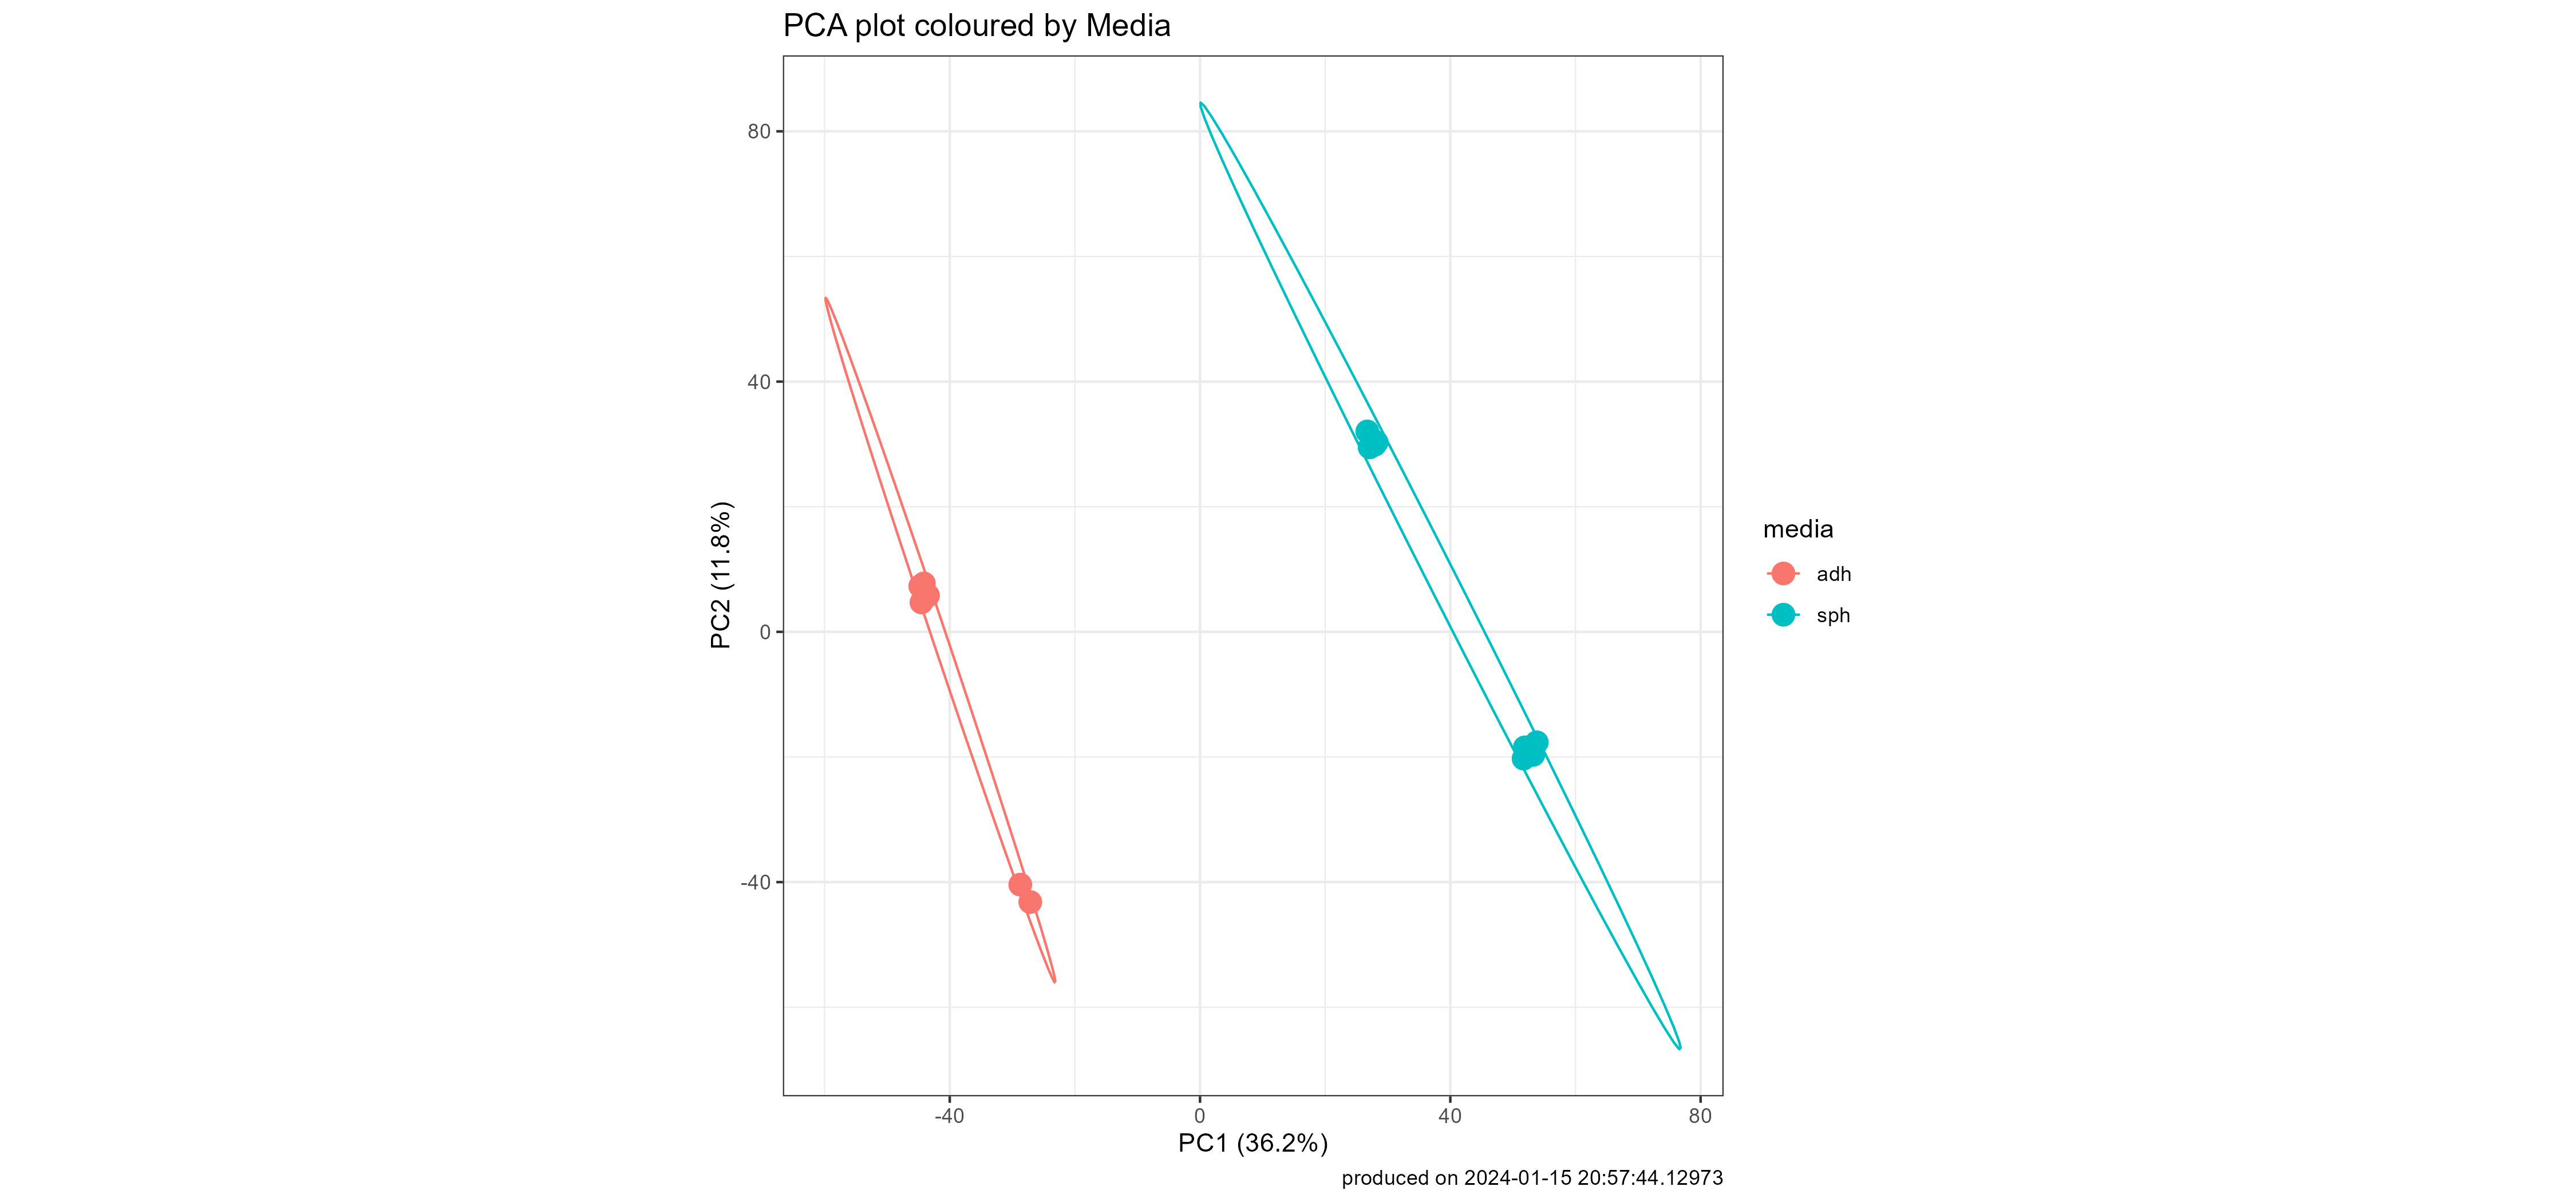 PCA plot coloured by Media
80
40
0
-40
PC2 (11.8%)
-40
0
40
80
PC1 (36.2%)
media
adh
sph
produced on 2024-01-15 20:57:44.12973